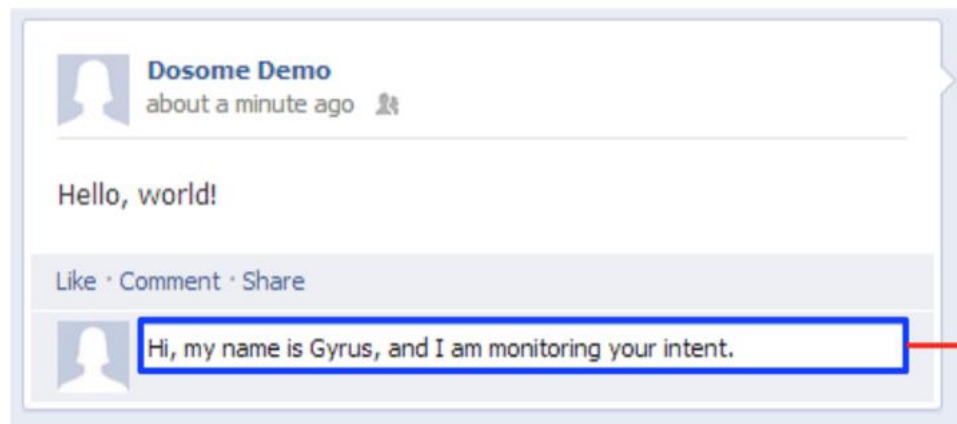 Dosome Demo
about a minute ago
Hello, world!
Like · Comment · Share
Hi, my name is Gyrus, and I am monitoring your intent.